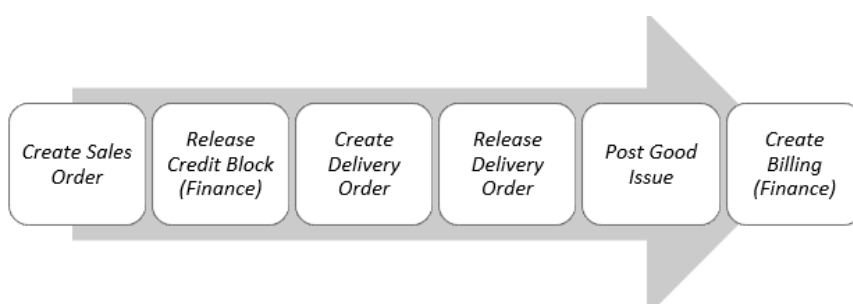 Create Sales
Order
Release
Credit Block
(Finance)
Create
Delivery
Order
Release
Delivery
Order
Post Good
Issue
Create
Billing
(Finance)